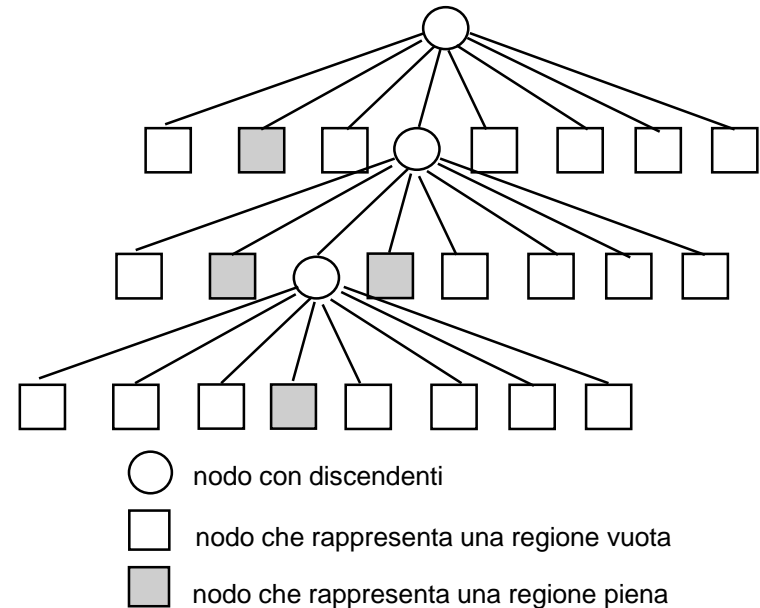 nodo con discendenti
nodo che rappresenta una regione vuota
nodo che rappresenta una regione piena